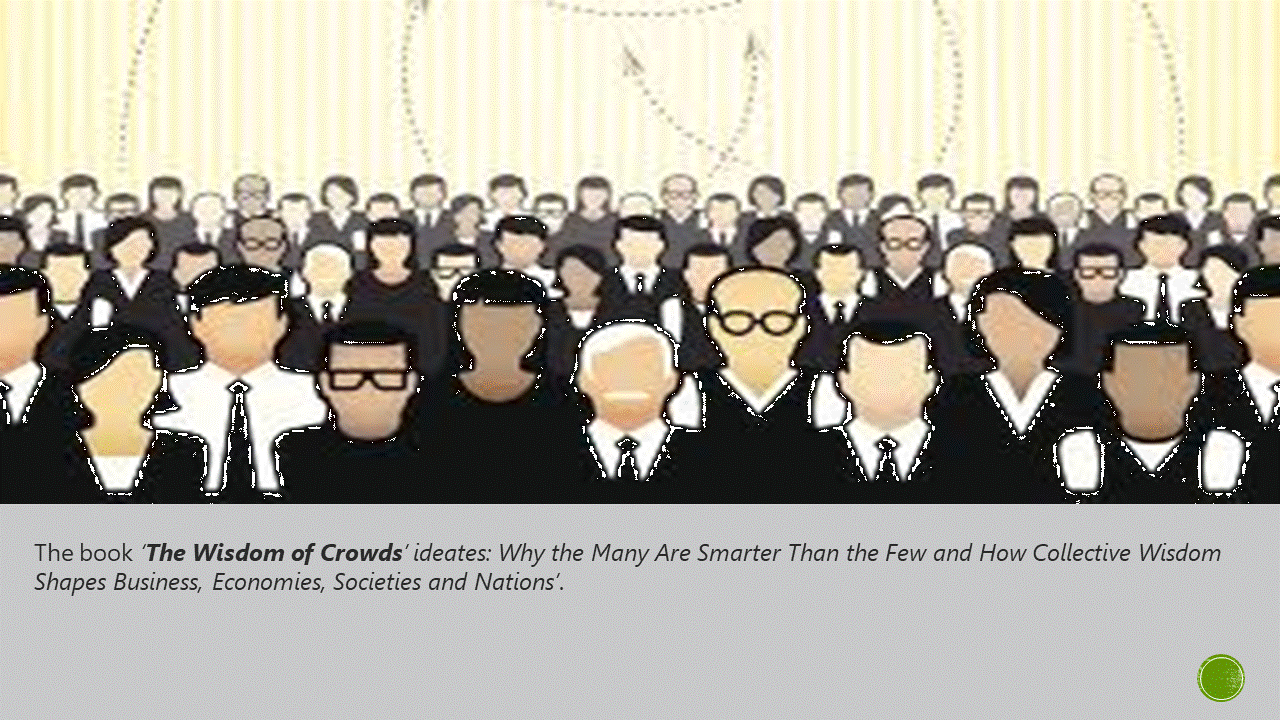 The book ‘The Wisdom of Crowds’ ideates: Why the Many Are Smarter Than the Few and How Collective Wisdom
Shapes Business, Economies, Societies and Nations’.